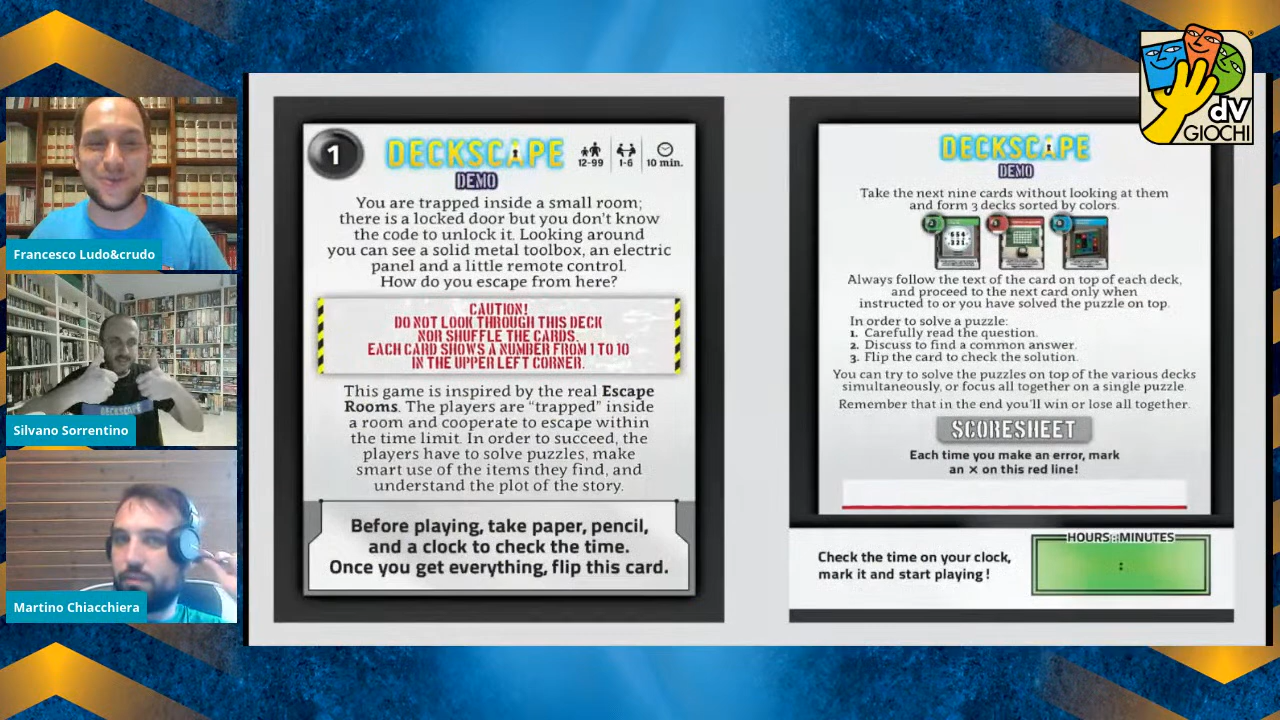 Francesco Ludo&crudo
Silvano Sorrentino
DECKSCAPE
Martino Chiacchiera
1
DECKSCAPE
DEMO
12-99
1-6
10 min.
You are trapped inside a small room;
there is a locked door but you don't know
the code to unlock it. Looking around
you can see a solid metal toolbox, an electric
panel and a little remote control.
How do you escape from here?
CAUTION!
DO NOT LOOK THROUGH THIS DECK
NOR SHUFFLE THE CARDS.
EACH CARD SHOWS A NUMBER FROM 1 TO 10
IN THE UPPER LEFT CORNER.
This game is inspired by the real Escape
Rooms. The players are “trapped” inside
a room and cooperate to escape within
the time limit. In order to succeed, the
players have to solve puzzles, make
smart use of the items they find, and
understand the plot of the story.
Before playing, take paper, pencil,
and a clock to check the time.
Once you get everything, flip this card.
DECKSCAPE
DEMO
Take the next nine cards without looking at them
and form 3 decks sorted by colors.
Always follow the text of the card on top of each deck,
and proceed to the next card only when
instructed to or you have solved the puzzle on top.
In order to solve a puzzle:
1. Carefully read the question.
2. Discuss to find a common answer.
3. Flip the card to check the solution.
You can try to solve the puzzles on top of the various decks
simultaneously, or focus all together on a single puzzle.
Remember that in the end you'll win or lose all together.
SCORESHEET
Each time you make an error, mark
an × on this red line!
Check the time on your clock,
mark it and start playing!
HOURS::MINUTES
:
dv
GIOCHI
®